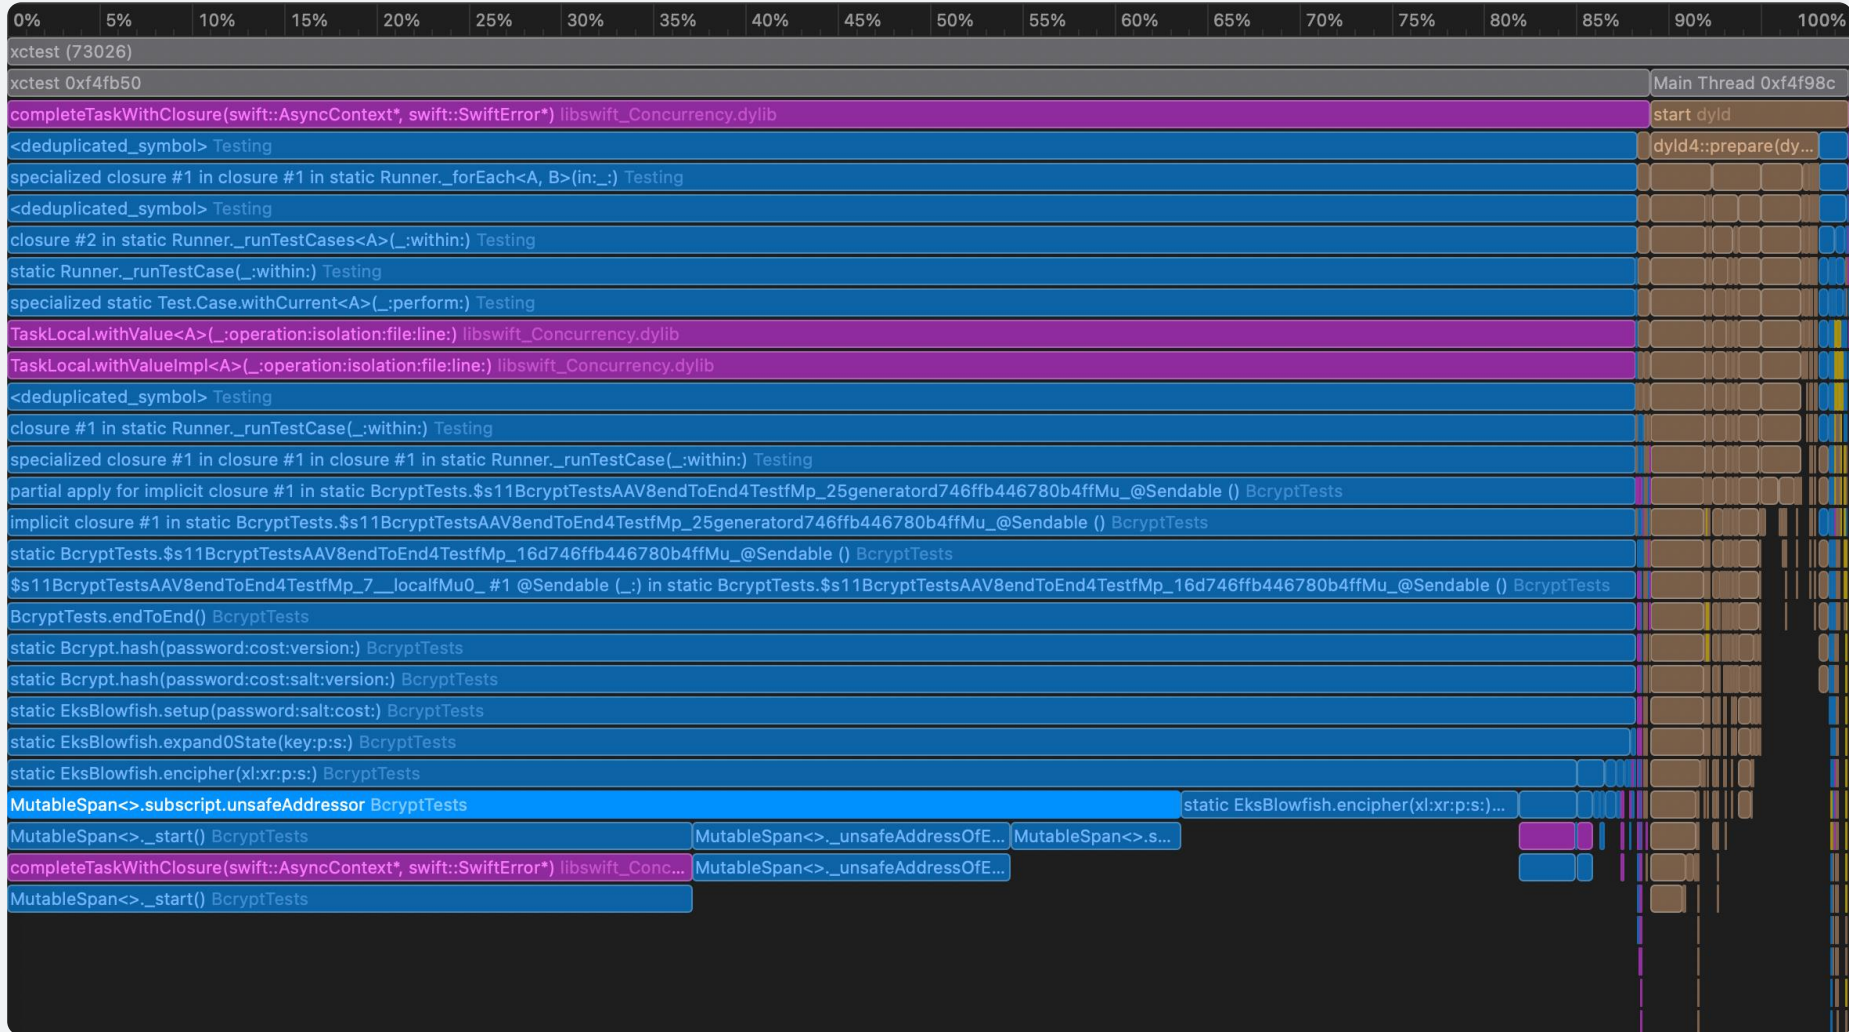 0% 5% 10% 15% 20% 25% 30% 35% 40% 45% 50% 55% 60% 65% 70% 75% 80% 85% 90% 100%
xctest (73026)
xctest 0xf4fb50 Main Thread 0xf4f98c
completeTaskWithClosure(swift::AsyncContext*, swift::SwiftError*) libswift_Concurrency.dylib start dyld
<deduplicated_symbol> Testing dyld4::prepare(dy...
specialized closure #1 in closure #1 in static Runner._forEach<A, B>(in:_:) Testing
<deduplicated_symbol> Testing
closure #2 in static Runner._runTestCases<A>(_:within:) Testing
static Runner._runTestCase(_:within:) Testing
specialized static Test.Case.withCurrent<A>(_:perform:) Testing
TaskLocal.withValue<A>(_:operation:isolation:file:line:) libswift_Concurrency.dylib
TaskLocal.withValueImpl<A>(_:operation:isolation:file:line:) libswift_Concurrency.dylib
<deduplicated_symbol> Testing
closure #1 in static Runner._runTestCase(_:within:) Testing
specialized closure #1 in closure #1 in closure #1 in static Runner._runTestCase(_:within:) Testing
partial apply for implicit closure #1 in static BcryptTests.$s11BcryptTestsAAV8endToEnd4TestfMp_25generatord746ffb446780b4ffMu_@Sendable () BcryptTests
implicit closure #1 in static BcryptTests.$s11BcryptTestsAAV8endToEnd4TestfMp_25generatord746ffb446780b4ffMu_@Sendable () BcryptTests
static BcryptTests.$s11BcryptTestsAAV8endToEnd4TestfMp_16d746ffb446780b4ffMu_@Sendable () BcryptTests
$s11BcryptTestsAAV8endToEnd4TestfMp_7__localfMu0_ #1 @Sendable (_:) in static BcryptTests.$s11BcryptTestsAAV8endToEnd4TestfMp_16d746ffb446780b4ffMu_@Sendable () BcryptTests
BcryptTests.endToEnd() BcryptTests
static Bcrypt.hash(password:cost:version:) BcryptTests
static Bcrypt.hash(password:cost:salt:version:) BcryptTests
static EksBlowfish.setup(password:salt:cost:) BcryptTests
static EksBlowfish.expand0State(key:p:s:) BcryptTests
static EksBlowfish.encipher(xl:xr:p:s:) BcryptTests
MutableSpan<>.subscript.unsafeAddressor BcryptTests static EksBlowfish.encipher(xl:xr:p:s:)...
MutableSpan<>._start() BcryptTests MutableSpan<>._unsafeAddressOfE... MutableSpan<>.s...
completeTaskWithClosure(swift::AsyncContext*, swift::SwiftError*) libswift_Conc... MutableSpan<>._unsafeAddressOfE...
MutableSpan<>._start() BcryptTests